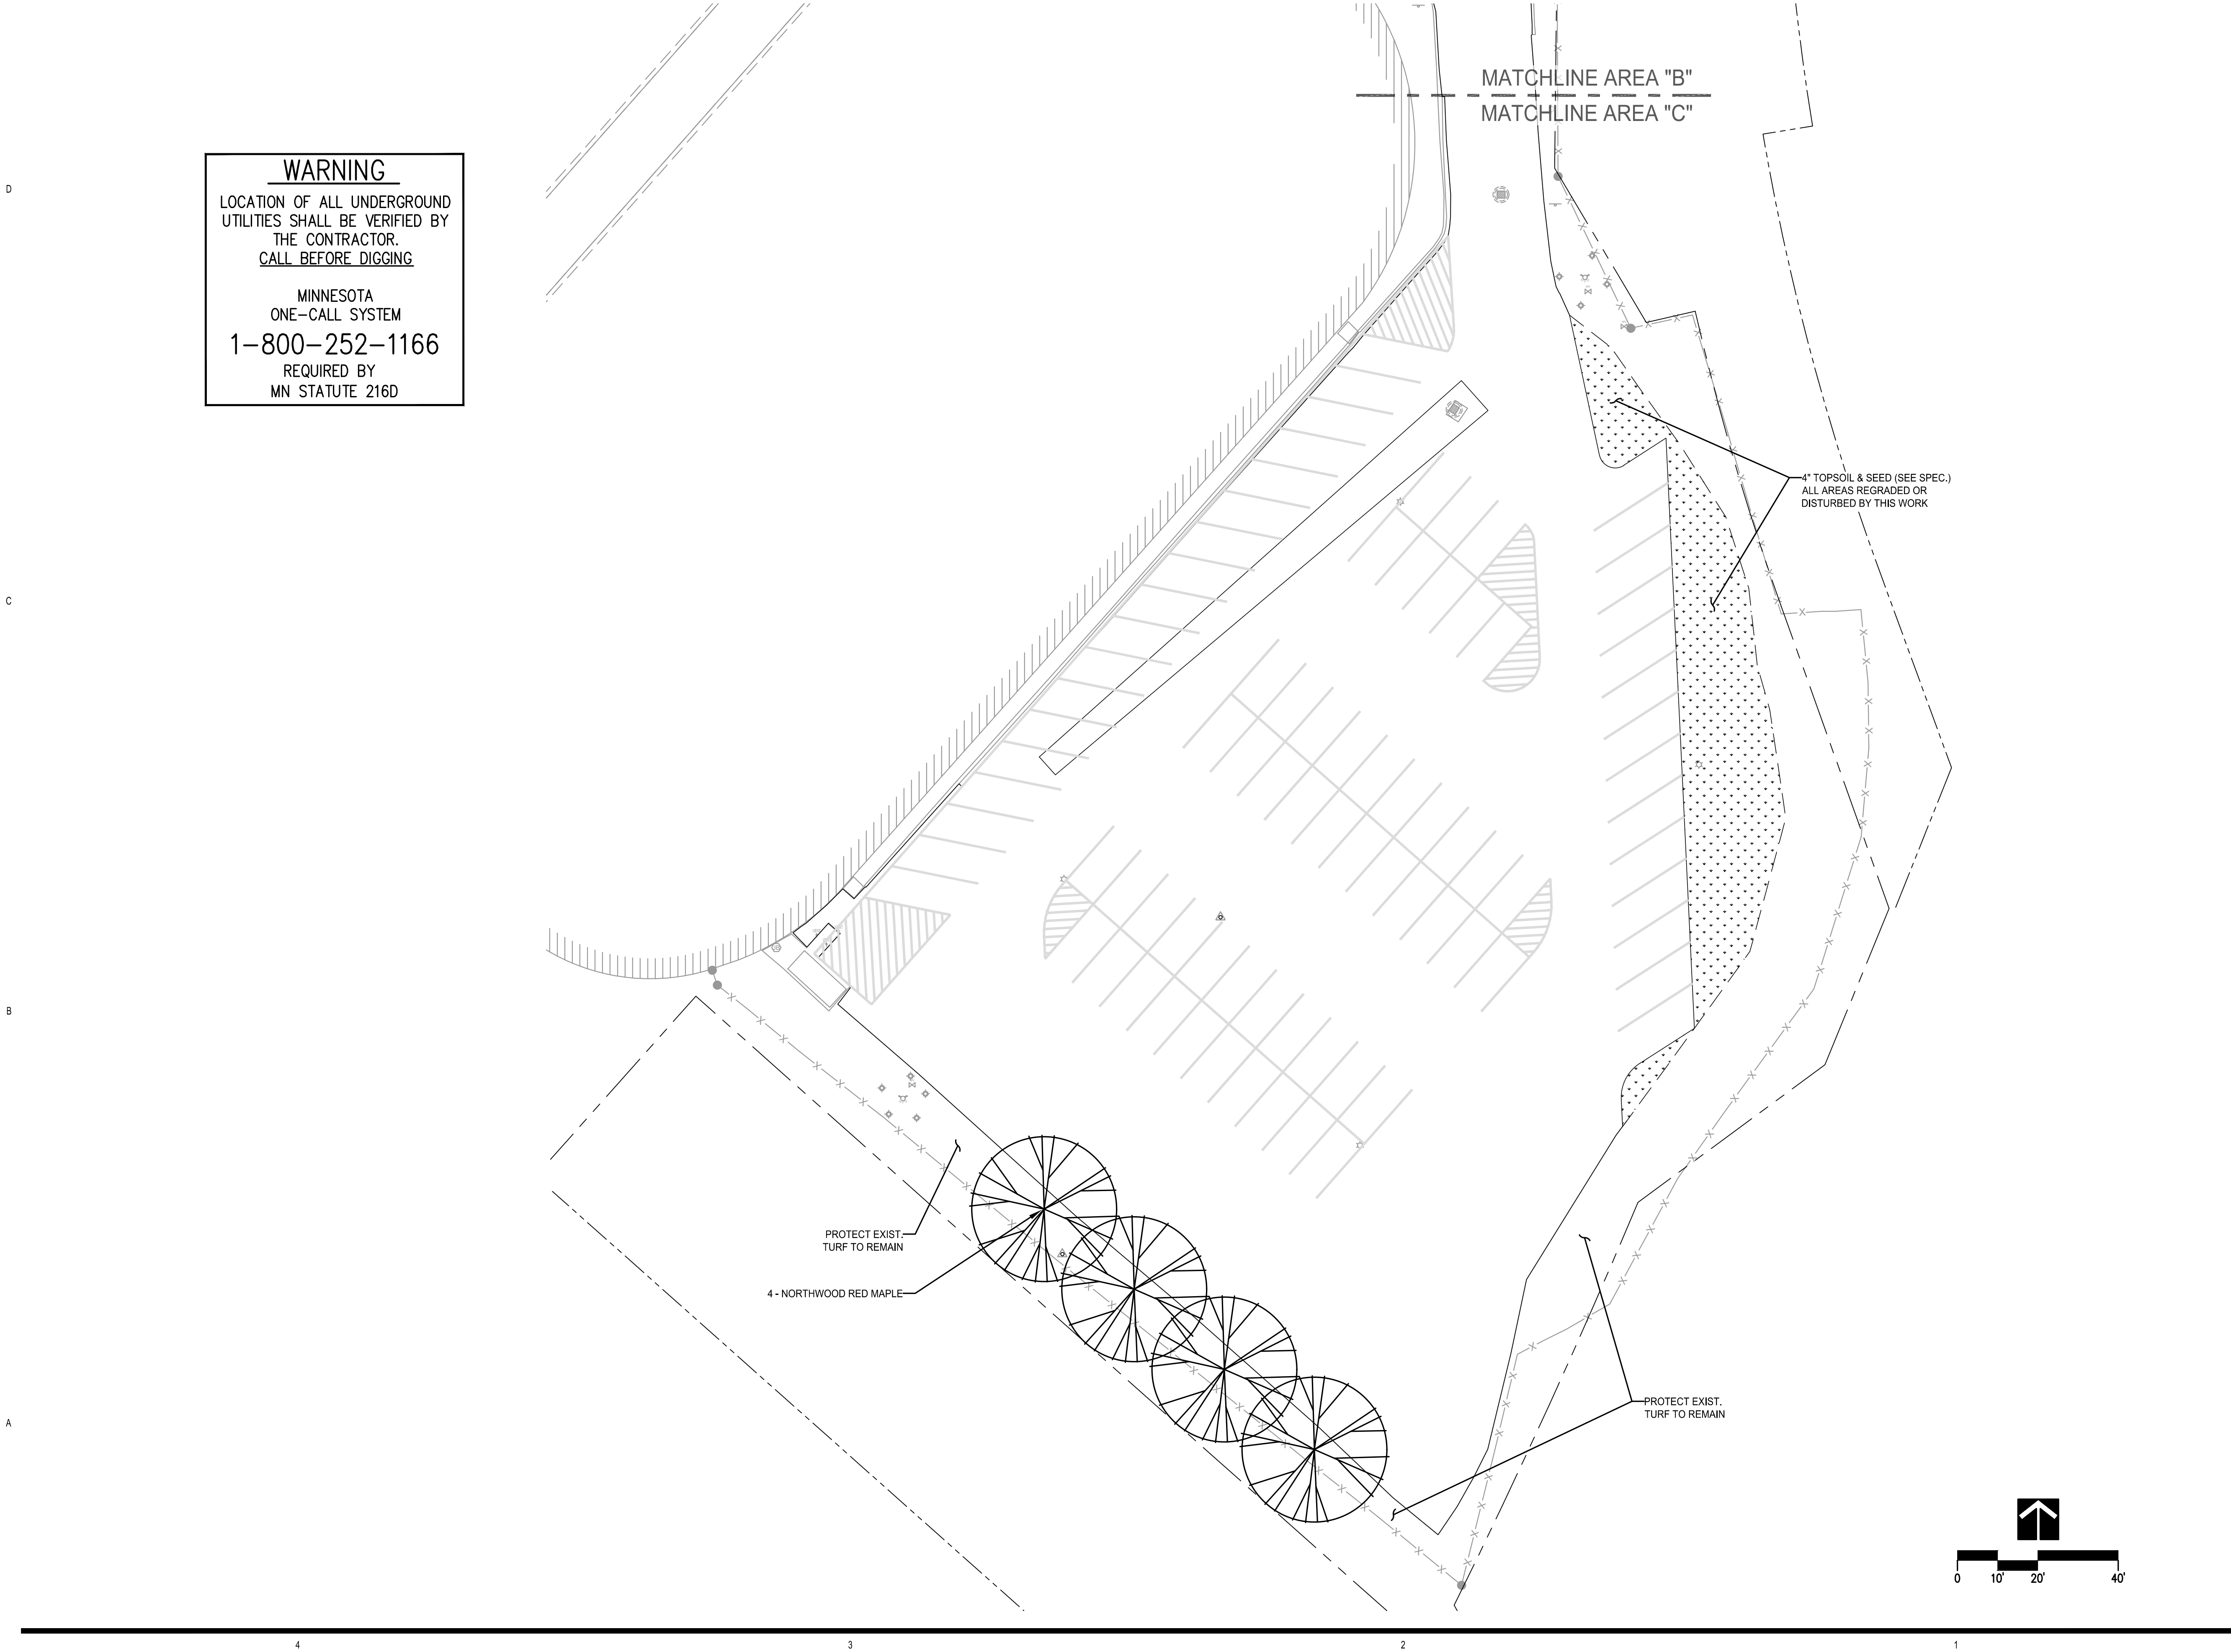 MATCHLINE AREA "B"
MATCHLINE AREA "C"
WARNING
LOCATION OF ALL UNDERGROUND
UTILITIES SHALL BE VERIFIED BY
THE CONTRACTOR.
CALL BEFORE DIGGING
MINNESOTA
ONE-CALL SYSTEM
1-800-252-1166
REQUIRED BY
MN STATUTE 216D
D
4" TOPSOIL & SEED (SEE SPEC.)
ALL AREAS REGRADED OR
DISTURBED BY THIS WORK
C
B
PROTECT EXIST.
TURF TO REMAIN
4 - NORTHWOOD RED MAPLE
PROTECT EXIST.
TURF TO REMAIN
A
0 10' 20' 40'
4 3 2 1